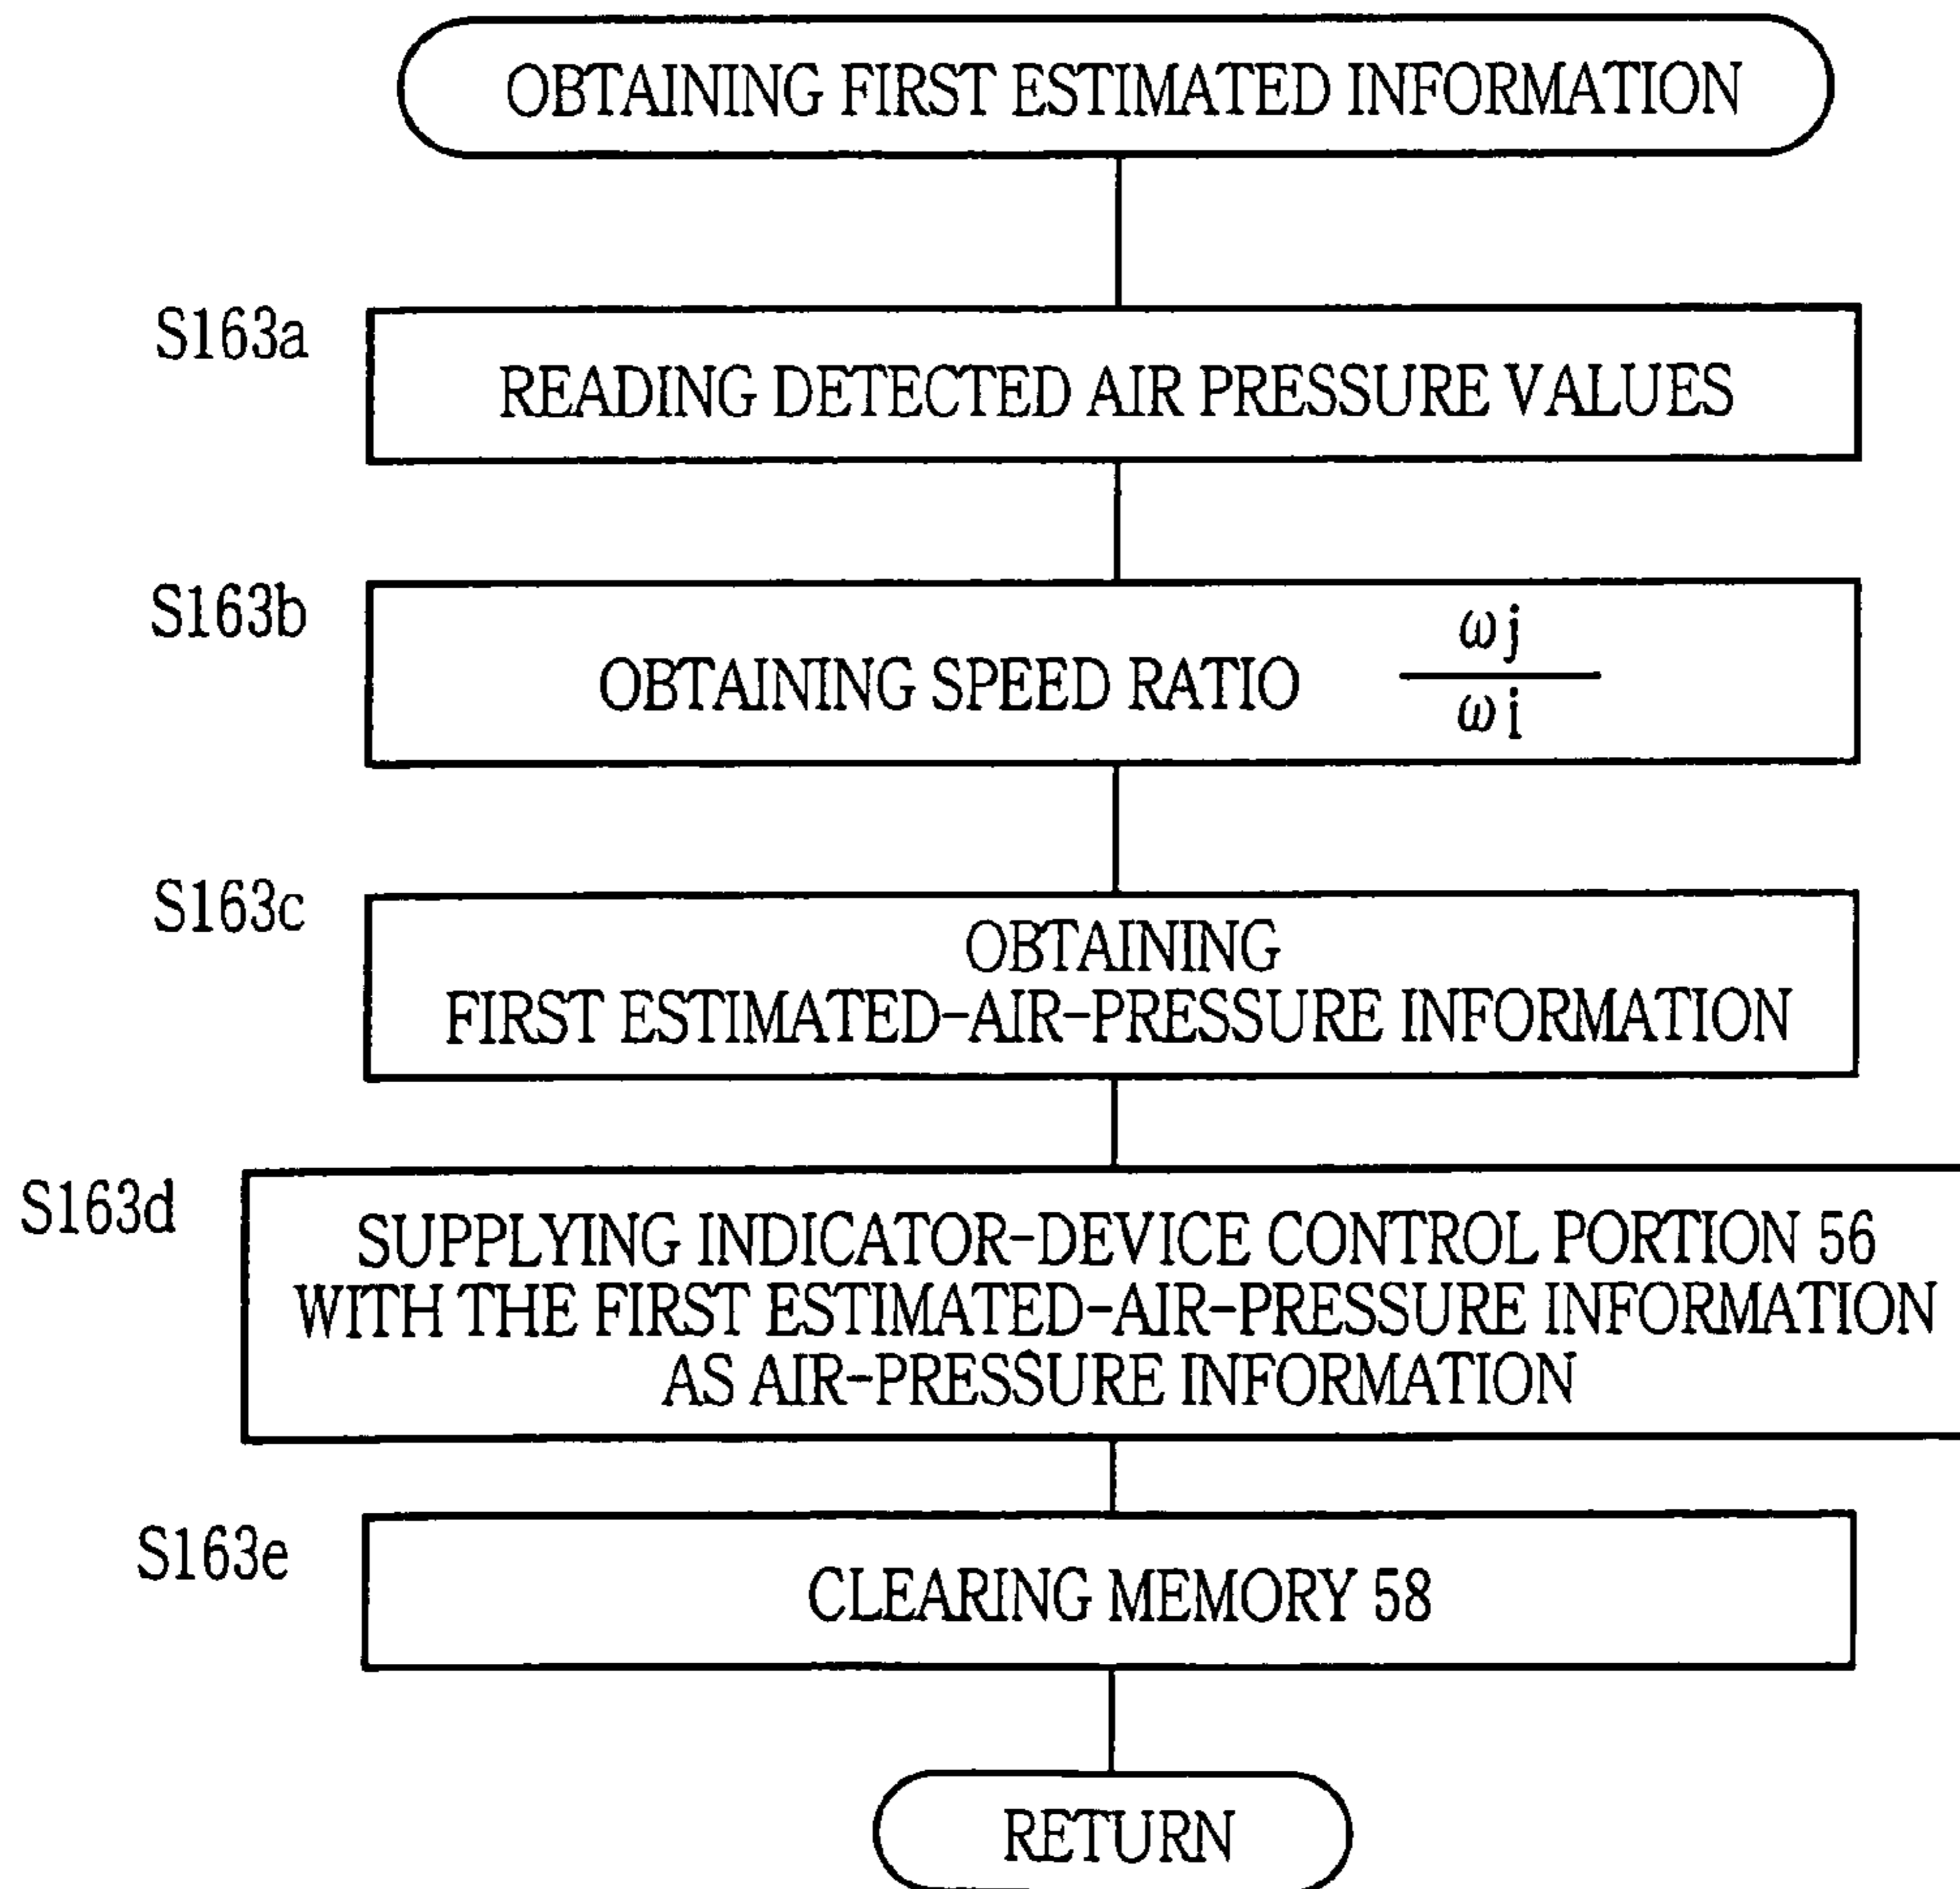 OBTAINING FIRST ESTIMATED INFORMATION
S163a
READING DETECTED AIR PRESSURE VALUES
S163b
OBTAINING SPEED RATIO ωj
ωi
S163c
OBTAINING
FIRST ESTIMATED-AIR-PRESSURE INFORMATION
S163d
SUPPLYING INDICATOR-DEVICE CONTROL PORTION 56
WITH THE FIRST ESTIMATED-AIR-PRESSURE INFORMATION
AS AIR-PRESSURE INFORMATION
S163e
CLEARING MEMORY 58
RETURN